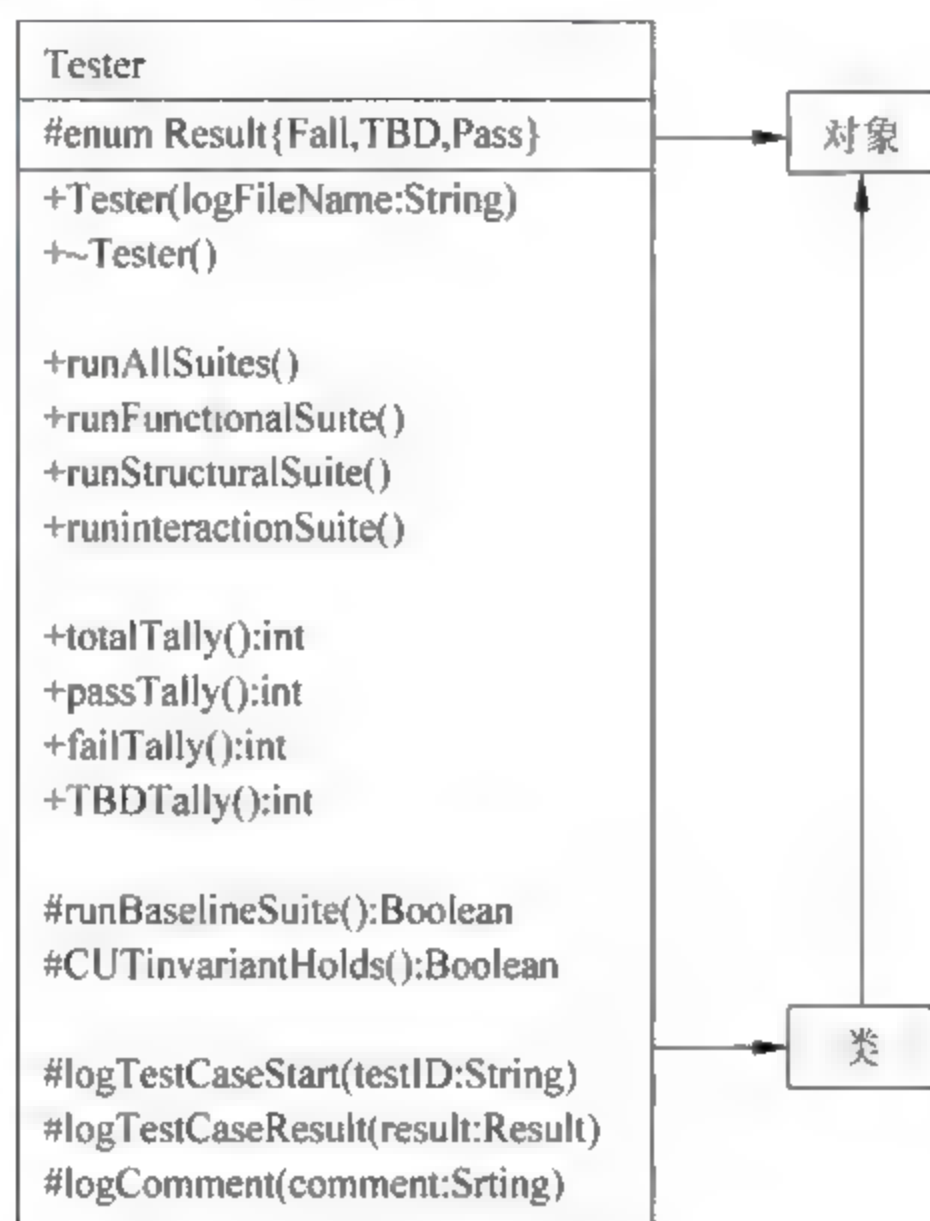 Tester
#enum Result{Fall,TBD,Pass}
+Tester(logFileName:String)
+~Tester()
+runAllSuites()
+runFunctionalSuite()
+runStructuralSuite()
+runinteractionSuite()
+totalTally():int
+passTally():int
+failTally():int
+TBDTally():int
#runBaselineSuite():Boolean
#CUTinvariantHolds():Boolean
#logTestCaseStart(testID:String)
#logTestCaseResult(result:Result)
#logComment(comment:Srting)
对象
类